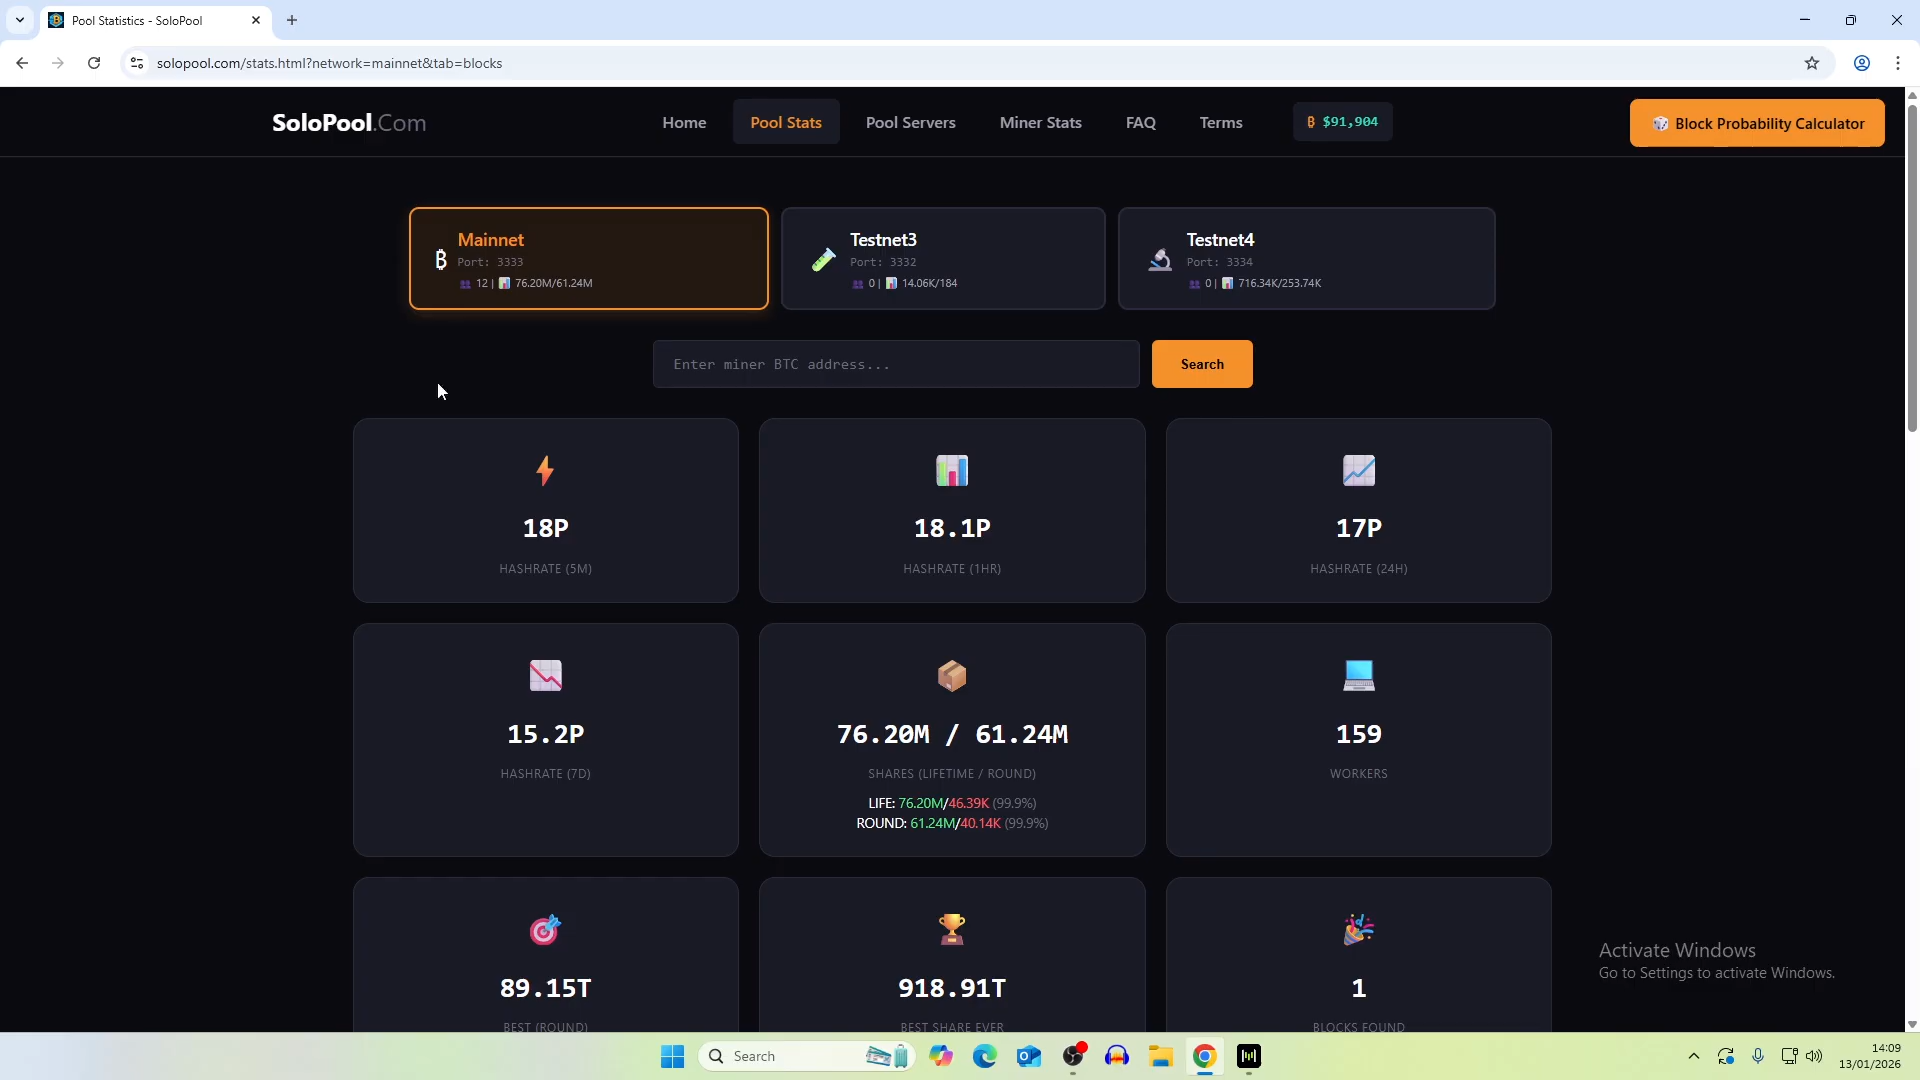 Pool Statistics - SoloPool
solopool.com/stats.html?network=mainnet&tab=blocks
SoloPool.Com
Home
Pool Stats
Pool Servers
Miner Stats
FAQ
Terms
₿ $91,904
Block Probability Calculator
Mainnet
Port: 3333
12 | 76.20M/61.24M
Testnet3
Port: 3332
0 | 14.06K/184
Testnet4
Port: 3334
0 | 716.34K/253.74K
Enter miner BTC address...
Search
18P
HASHRATE (5M)
18.1P
HASHRATE (1HR)
17P
HASHRATE (24H)
15.2P
HASHRATE (7D)
76.20M / 61.24M
SHARES (LIFETIME / ROUND)
LIFE: 76.20M/46.39K (99.9%)
ROUND: 61.24M/40.14K (99.9%)
159
WORKERS
89.15T
BEST (ROUND)
918.91T
BEST SHARE EVER
1
BLOCKS FOUND
Activate Windows
Go to Settings to activate Windows.
Search
14:09
13/01/2026